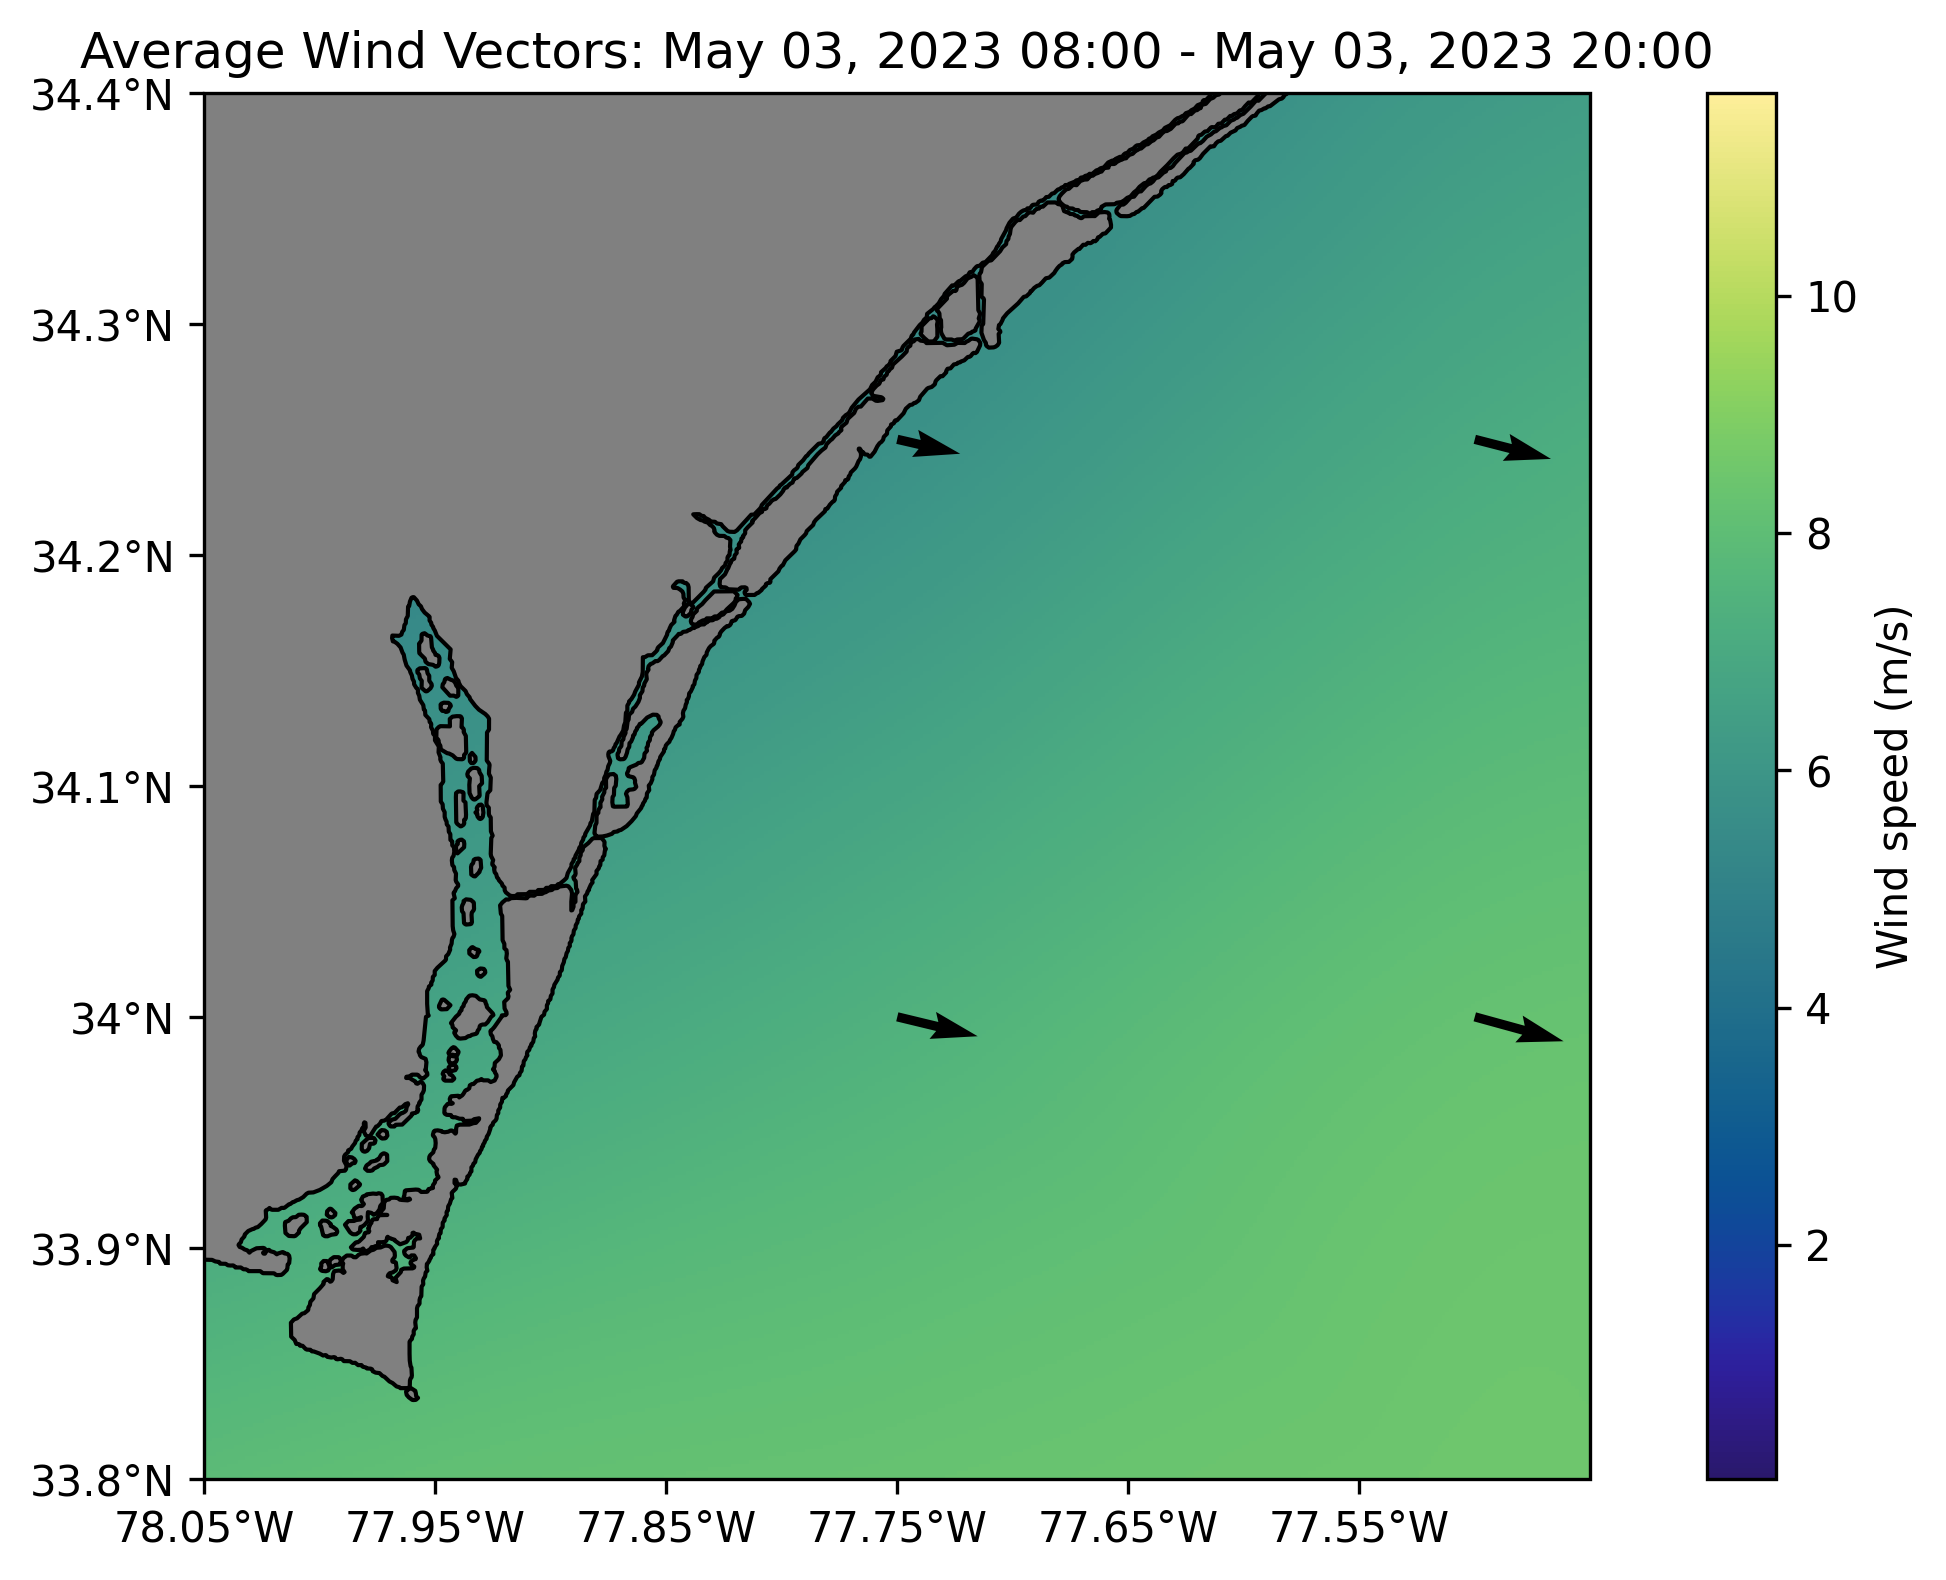 Average Wind Vectors: May 03, 2023 08:00 - May 03, 2023 20:00
34.4°N
34.3°N
34.2°N
34.1°N
34°N
33.9°N
33.8°N
78.05°W
77.95°W
77.85°W
77.75°W
77.65°W
77.55°W
10
8
6
4
2
Wind speed (m/s)